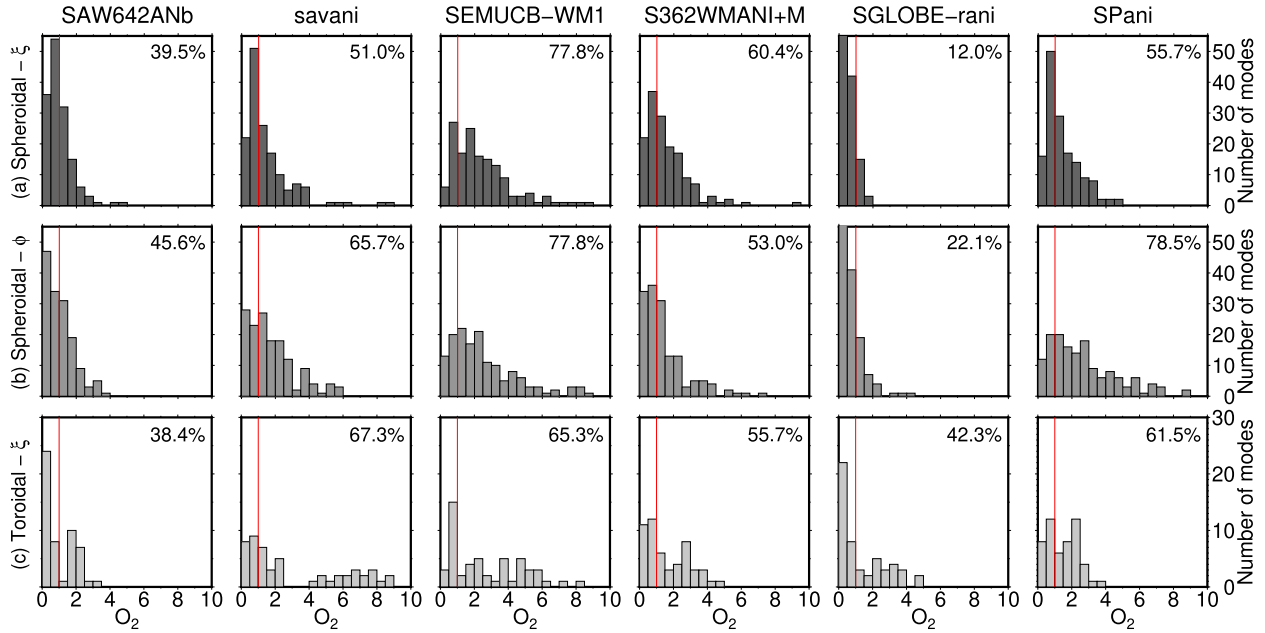 SAW642ANb savani SEMUCB−WM1 S362WMANI+M SGLOBE−rani SPani
(a) Spheroidal − ξ
39.5% 51.0% 77.8% 60.4% 12.0% 55.7%
0 10 20 30 40 50
Number of modes
(b) Spheroidal − ϕ
45.6% 65.7% 77.8% 53.0% 22.1% 78.5%
0 10 20 30 40 50
Number of modes
(c) Toroidal − ξ
38.4% 67.3% 65.3% 55.7% 42.3% 61.5%
0 10 20 30
Number of modes
0 2 4 6 8 10 0 2 4 6 8 10 0 2 4 6 8 10 0 2 4 6 8 10 0 2 4 6 8 10 0 2 4 6 8 10
O₂ O₂ O₂ O₂ O₂ O₂